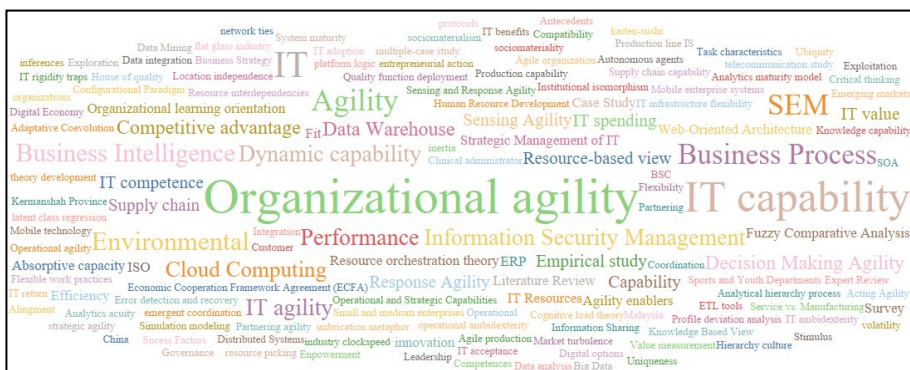 network ties protocols Antecedents
System maturity sociomaterialism IT benefits Compatibility kaiten-sushi
inferences Exploration Data Mining flat glass industry IT IT adoption multiple-case study sociomateriality Agile organization Autonomous agents Production line IS Task characteristics Ubiquity
Data integration Business Strategy platform logic entrepreneurial action telecommunication study Exploitation
IT rigidity traps House of quality Location independence Quality function deployment Production capability Supply chain capability Analytics maturity model Critical thinking
organizations Configurational Paradigm Resource interdependencies Agility Sensing and Response Agility Institutional isomorphism Mobile enterprise systems SEM Emerging markets
Digital Economy Organizational learning orientation Human Resource Development Case Study IT infrastructure flexibility IT value
Adaptative Coevolution Competitive advantage Fit Data Warehouse Sensing Agility IT spending Web-Oriented Architecture Knowledge capability
Business Intelligence Dynamic capability inertia Strategic Management of IT Resource-based view Business Process SOA
theory development IT competence Clinical administrator BSC
Kermanshah Province Supply chain Organizational agility Flexibility Partnering IT capability
latent class regression
Mobile technology Environmental Integration Performance Information Security Management Fuzzy Comparative Analysis
Operational agility Customer
Absorptive capacity ISO Cloud Computing Resource orchestration theory ERP Empirical study Coordination Decision Making Agility
Flexible work practices Economic Cooperation Framework Agreement (ECFA) Response Agility Literature Review Capability Sports and Youth Departments Expert Review
IT return Efficiency Error detection and recovery IT agility Operational and Strategic Capabilities IT Resources Agility enablers Analytical hierarchy process Acting Agility
Alingment Analytics acuity emergent coordination Small and medium enterprises Operational Cognitive load theory Malaysia ETL tools Service vs. Manufacturing Survey
strategic agility Simulation modeling Partnering agility imbrication metaphor operational ambidexterity Information Sharing Profile deviation analysis IT ambidexterity volatility
China Sucess Factors Distributed Systems industry clockspeed innovation Agile production Market turbulence Knowledge Based View Hierarchy culture Stimulus
Governance resource picking Enpowerment Leadership IT acceptance Digital options Value measurement Uniqueness
Competences Data analysis Big Data